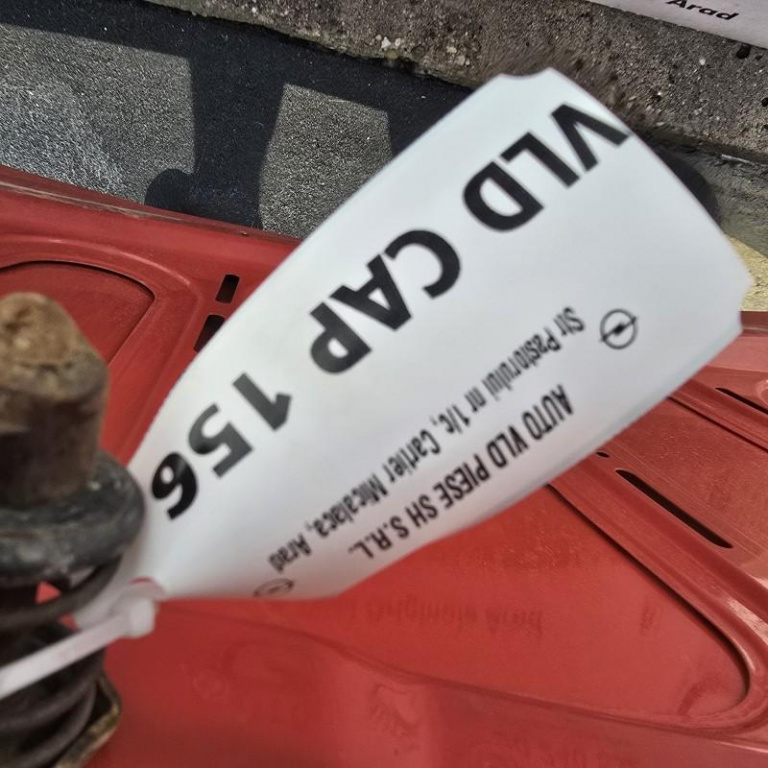 VLD CAP 156
AUTO VLD PIESE SH S.R.L.
Str Pastorului nr 1/c, Cartier Micalaca, Arad
Arad